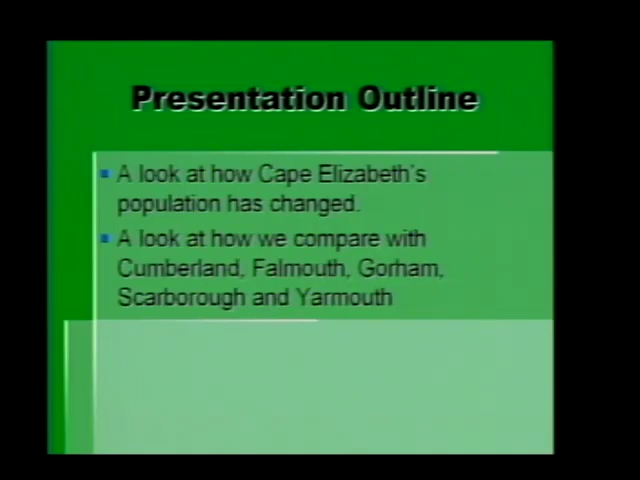 Presentation Outline
A look at how Cape Elizabeth's
population has changed.
A look at how we compare with
Cumberland, Falmouth, Gorham,
Scarborough and Yarmouth